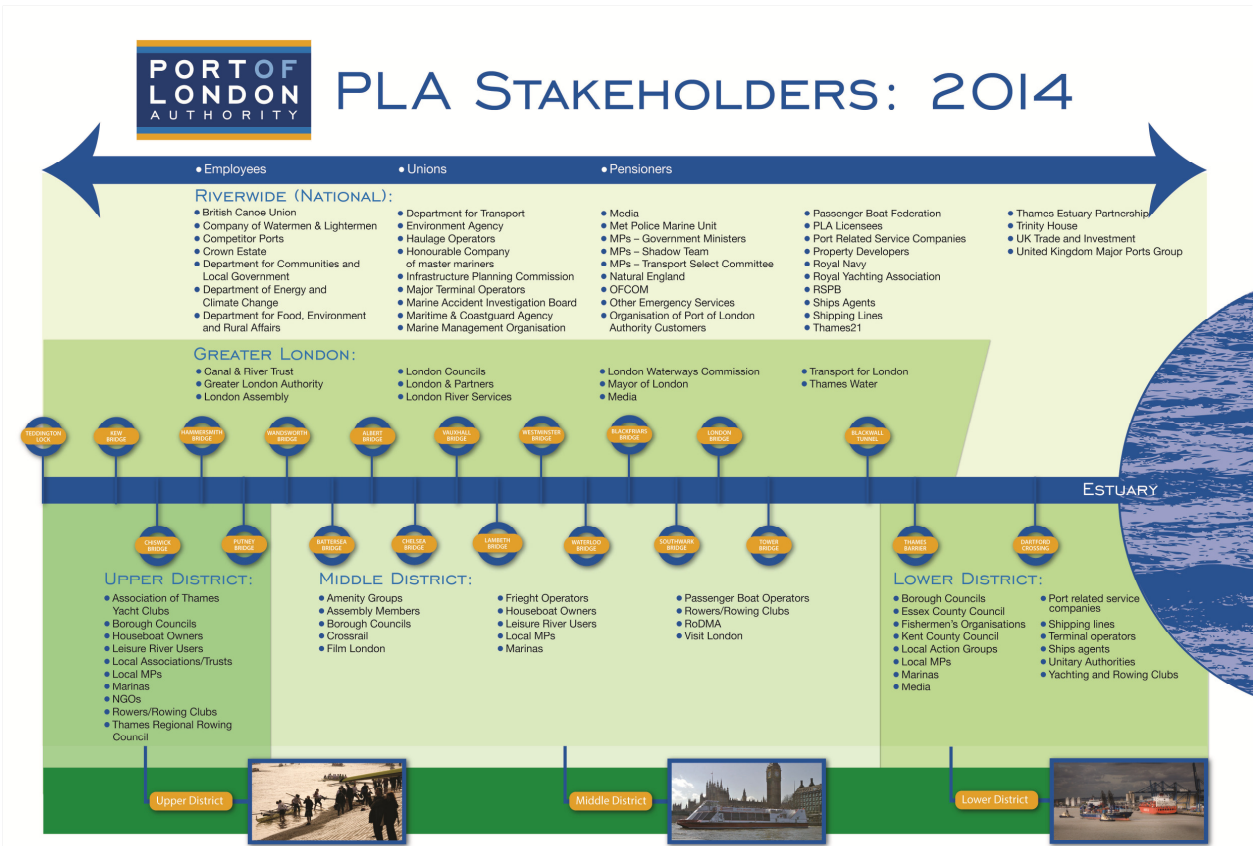 PORT OF
LONDON
AUTHORITY
PLA STAKEHOLDERS: 2014
• Employees
• Unions
• Pensioners
RIVERWIDE (NATIONAL):
• British Canoe Union
• Company of Watermen & Lightermen
• Competitor Ports
• Crown Estate
• Department for Communities and
Local Government
• Department of Energy and
Climate Change
• Department for Food, Environment
and Rural Affairs
• Department for Transport
• Environment Agency
• Haulage Operators
• Honourable Company
of master mariners
• Infrastructure Planning Commission
• Major Terminal Operators
• Marine Accident Investigation Board
• Maritime & Coastguard Agency
• Marine Management Organisation
• Media
• Met Police Marine Unit
• MPs – Government Ministers
• MPs – Shadow Team
• MPs – Transport Select Committee
• Natural England
• OFCOM
• Other Emergency Services
• Organisation of Port of London
Authority Customers
• Passenger Boat Federation
• PLA Licensees
• Port Related Service Companies
• Property Developers
• Royal Navy
• Royal Yachting Association
• RSPB
• Ships Agents
• Shipping Lines
• Thames21
• Thames Estuary Partnership
• Trinity House
• UK Trade and Investment
• United Kingdom Major Ports Group
GREATER LONDON:
• Canal & River Trust
• Greater London Authority
• London Assembly
• London Councils
• London & Partners
• London River Services
• London Waterways Commission
• Mayor of London
• Media
• Transport for London
• Thames Water
TEDDINGTON
LOCK
KEW
BRIDGE
HAMMERSMITH
BRIDGE
WANDSWORTH
BRIDGE
ALBERT
BRIDGE
VAUXHALL
BRIDGE
WESTMINSTER
BRIDGE
BLACKFRIARS
BRIDGE
LONDON
BRIDGE
BLACKWALL
TUNNEL
ESTUARY
CHISWICK
BRIDGE
PUTNEY
BRIDGE
BATTERSEA
BRIDGE
CHELSEA
BRIDGE
LAMBETH
BRIDGE
WATERLOO
BRIDGE
SOUTHWARK
BRIDGE
TOWER
BRIDGE
THAMES
BARRIER
DARTFORD
CROSSING
UPPER DISTRICT:
• Association of Thames
Yacht Clubs
• Borough Councils
• Houseboat Owners
• Leisure River Users
• Local Associations/Trusts
• Local MPs
• Marinas
• NGOs
• Rowers/Rowing Clubs
• Thames Regional Rowing
Council
MIDDLE DISTRICT:
• Amenity Groups
• Assembly Members
• Borough Councils
• Crossrail
• Film London
• Frieght Operators
• Houseboat Owners
• Leisure River Users
• Local MPs
• Marinas
• Passenger Boat Operators
• Rowers/Rowing Clubs
• RoDMA
• Visit London
LOWER DISTRICT:
• Borough Councils
• Essex County Council
• Fishermen's Organisations
• Kent County Council
• Local Action Groups
• Local MPs
• Marinas
• Media
• Port related service
companies
• Shipping lines
• Terminal operators
• Ships agents
• Unitary Authorities
• Yachting and Rowing Clubs
Upper District
Middle District
Lower District